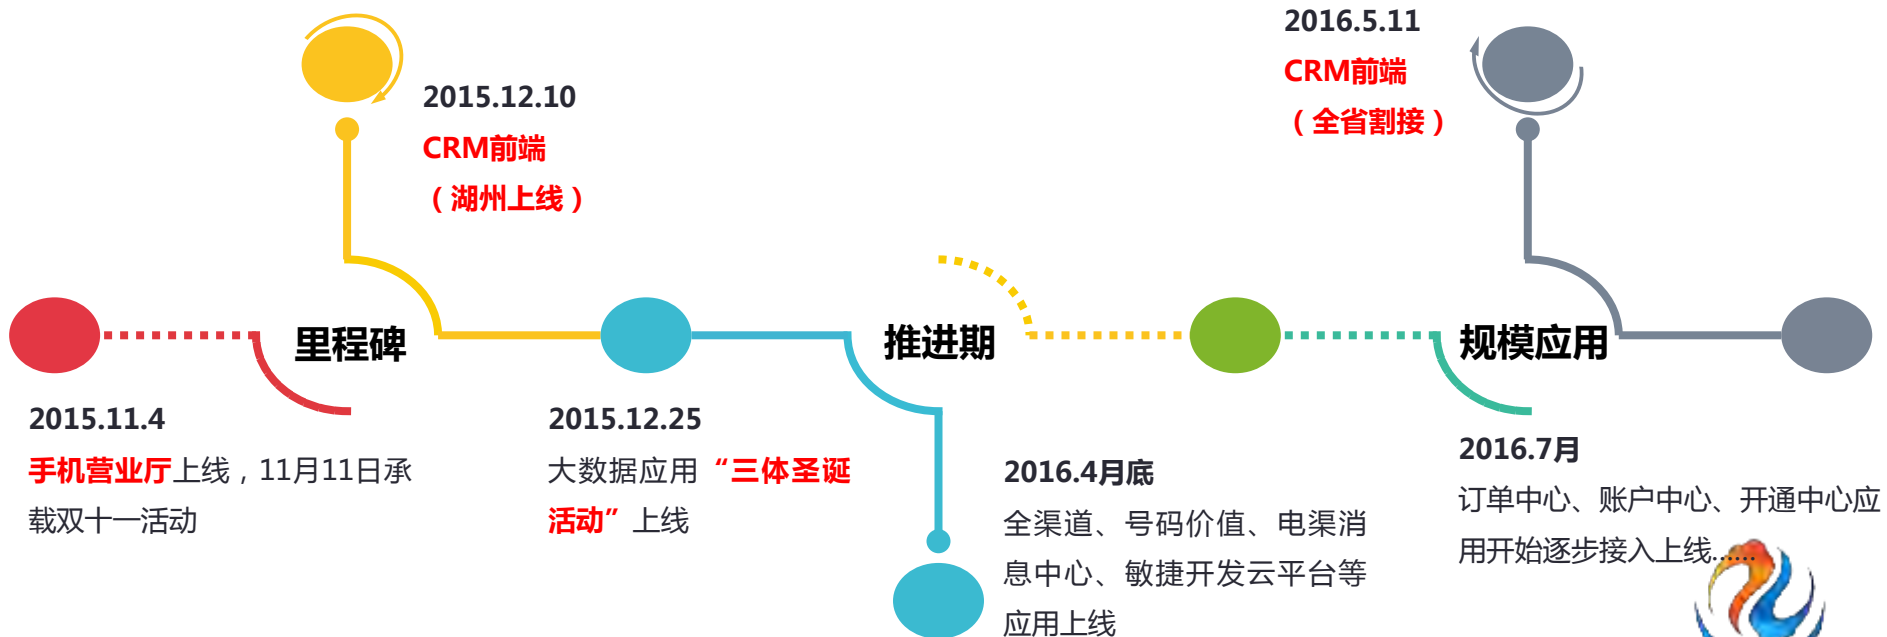 2015.12.10
CRM前端
（湖州上线）
2016.5.11
CRM前端
（全省割接）
里程碑
推进期
规模应用
2015.11.4
手机营业厅上线，11月11日承
载双十一活动
2015.12.25
大数据应用“三体圣诞
活动”上线
2016.4月底
全渠道、号码价值、电渠消
息中心、敏捷开发云平台等
应用上线
2016.7月
订单中心、账户中心、开通中心应
用开始逐步接入上线……